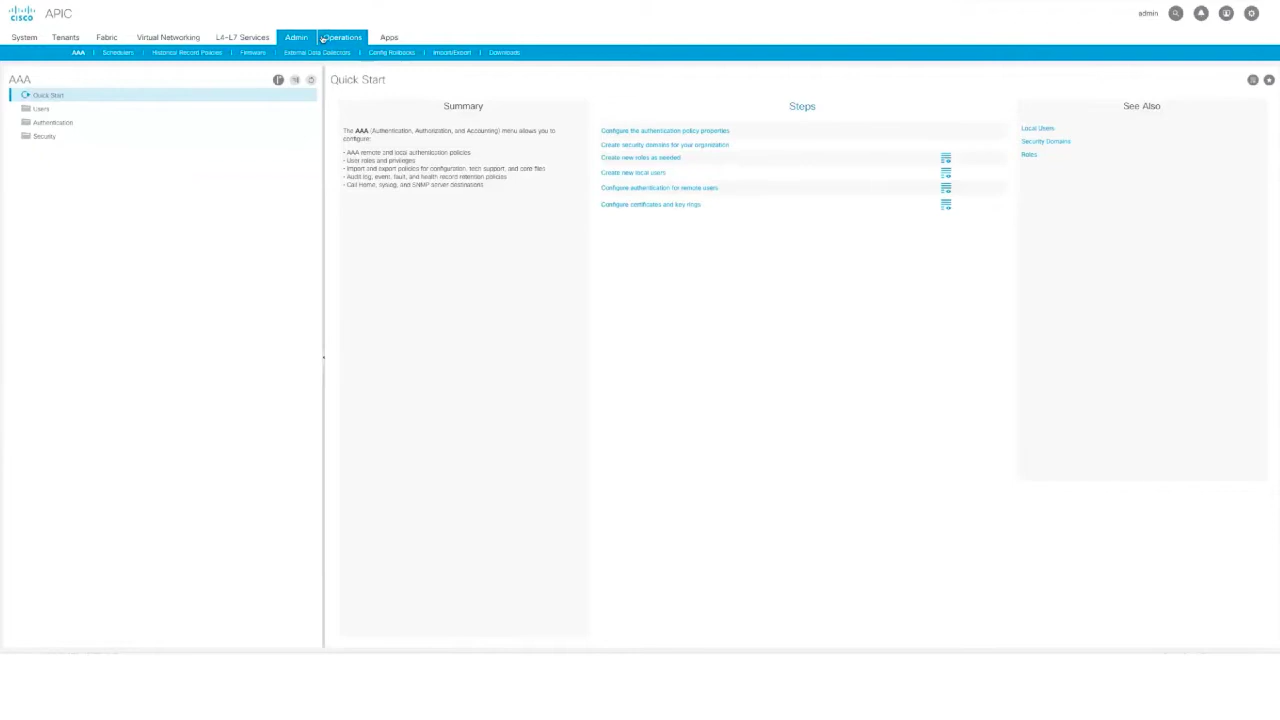 CISCO APIC admin
System Tenants Fabric Virtual Networking L4-L7 Services Admin Operations Apps
AAA | Schedulers | Historical Record Policies | Firmware | External Data Collectors | Config Rollbacks | Import/Export | Downloads
AAA
Quick Start
Users
Authentication
Security
Quick Start
Summary
The AAA (Authentication, Authorization, and Accounting) menu allows you to
configure:
- AAA remote and local authentication policies
- User roles and privileges
- Import and export policies for configuration, tech support, and core files
- Audit log, event, fault, and health record retention policies
- Call Home, syslog, and SNMP server destinations
Steps
Configure the authentication policy properties
Create security domains for your organization
Create new roles as needed
Create new local users
Configure authentication for remote users
Configure certificates and key rings
See Also
Local Users
Security Domains
Roles